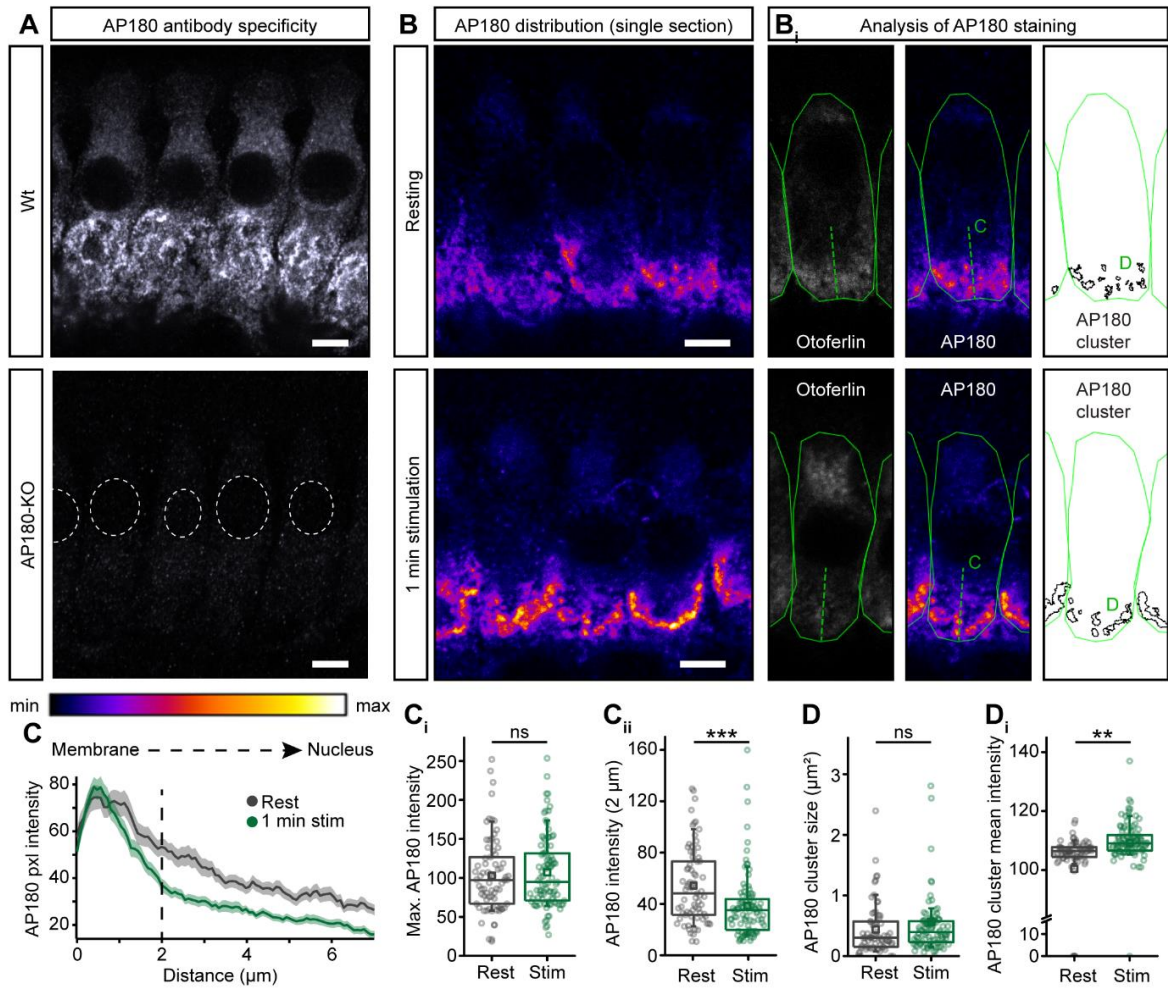 A
AP180 antibody specificity
Wt
AP180-KO
B
AP180 distribution (single section)
Resting
1 min stimulation
Bi
Analysis of AP180 staining
C
D
Otoferlin
AP180
AP180
cluster
Otoferlin
AP180
AP180
cluster
C
D
min
max
C
Membrane
Nucleus
AP180 pxl intensity
80
60
40
20
Rest
1 min stim
0
2
4
6
Distance (μm)
Ci
ns
Max. AP180 intensity
250
200
150
100
50
0
Rest
Stim
Cii
***
AP180 intensity (2 μm)
160
120
80
40
0
Rest
Stim
D
ns
AP180 cluster size (μm²)
3
2
1
0
Rest
Stim
Di
**
AP180 cluster mean intensity
140
120
100
10
0
Rest
Stim